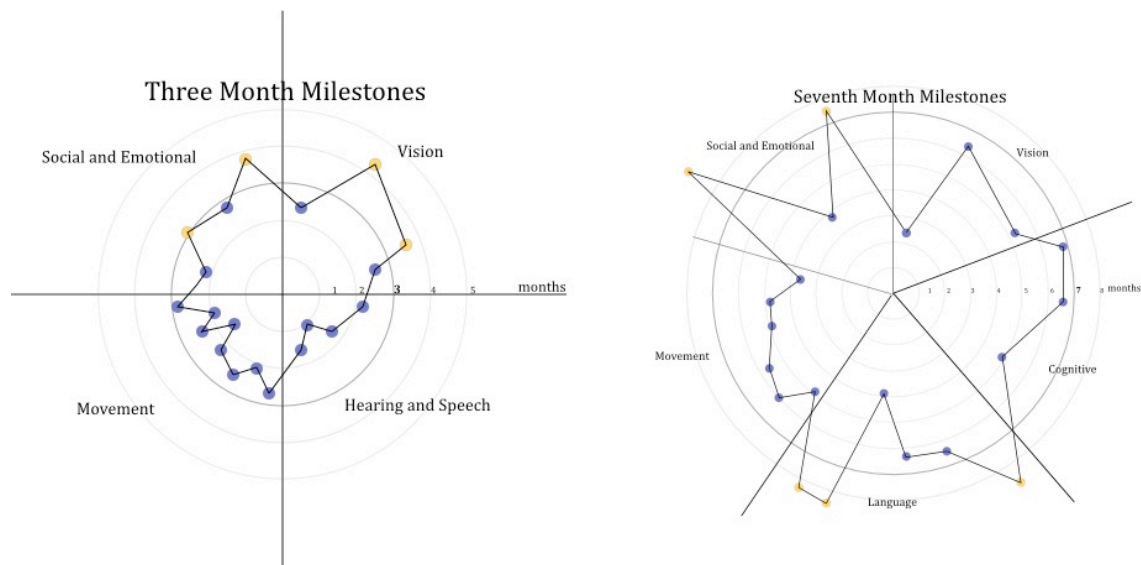 Three Month Milestones
Social and Emotional
Vision
1 2 3 4 5 months
Movement
Hearing and Speech
Seventh Month Milestones
Social and Emotional
Vision
1 2 3 4 5 6 7 8 months
Movement
Cognitive
Language